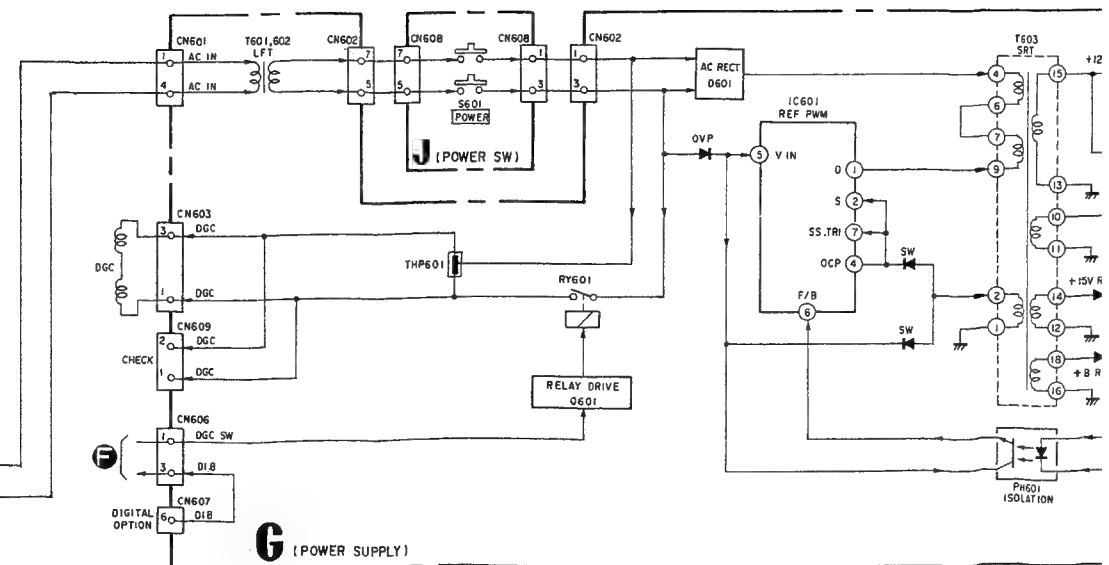 CN601
T601,602
LFT
CN602
CN608
CN608
CN602
1 AC IN
4 AC IN
7
5
7
5
S601
POWER
1
3
1
3
J (POWER SW)
AC RECT
D601
IC601
REF PWM
OVP
5 V IN
D 1
S 2
SS.TRI 7
OCP 4
F/B
6
SW
SW
T603
SRT
4
6
7
9
2
1
15
13
10
11
14
12
18
16
+12
+15V R
+B R
CN603
3 DGC
DGC
1 DGC
THP601
RY601
CN609
CHECK
2 DGC
1 DGC
RELAY DRIVE
Q601
CN606
F
1 DGC SW
3 D1.8
CN607
DIGITAL
OPTION
6 D1B
PH601
ISOLATION
G (POWER SUPPLY)